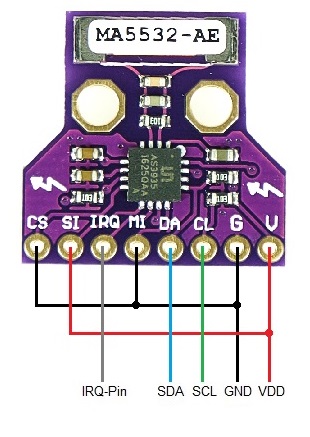 MA5532-AE
AS3935
16250AA
CS SI IRQ MI DA CL G V
IRQ-Pin SDA SCL GND VDD